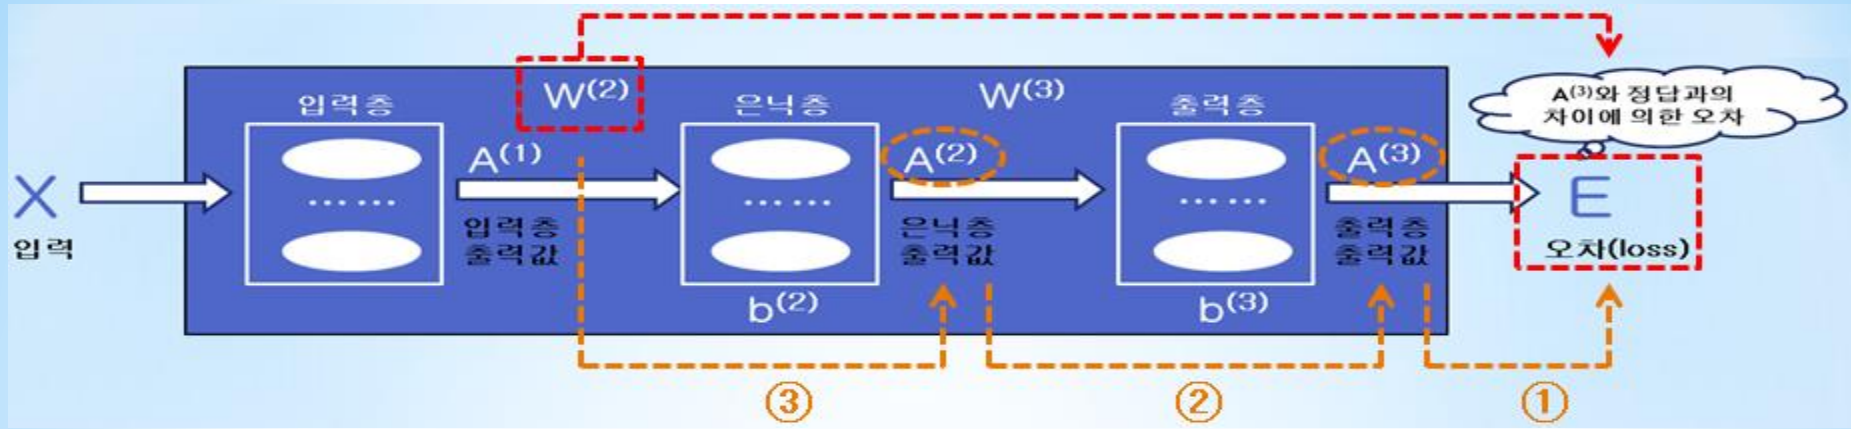 X
입력
입력층
A⁽¹⁾
입력층
출력값
W⁽²⁾
은닉층
b⁽²⁾
A⁽²⁾
은닉층
출력값
W⁽³⁾
출력층
b⁽³⁾
A⁽³⁾
출력층
출력값
A⁽³⁾와 정답과의
차이에 의한 오차
E
오차(loss)
③
②
①